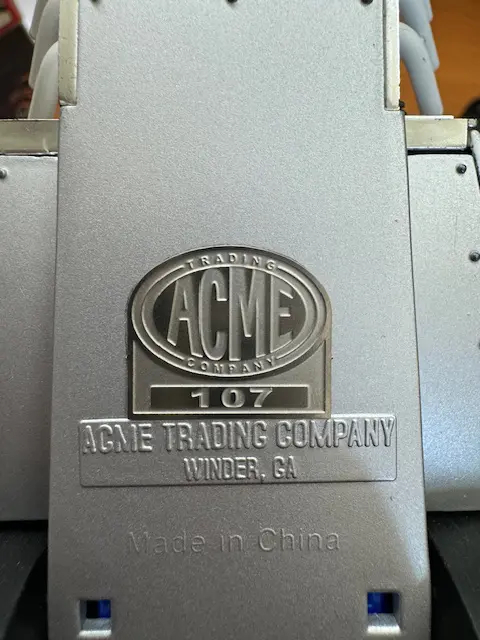 TRADING
ACME
COMPANY
107
ACME TRADING COMPANY
WINDER, GA
Made in China